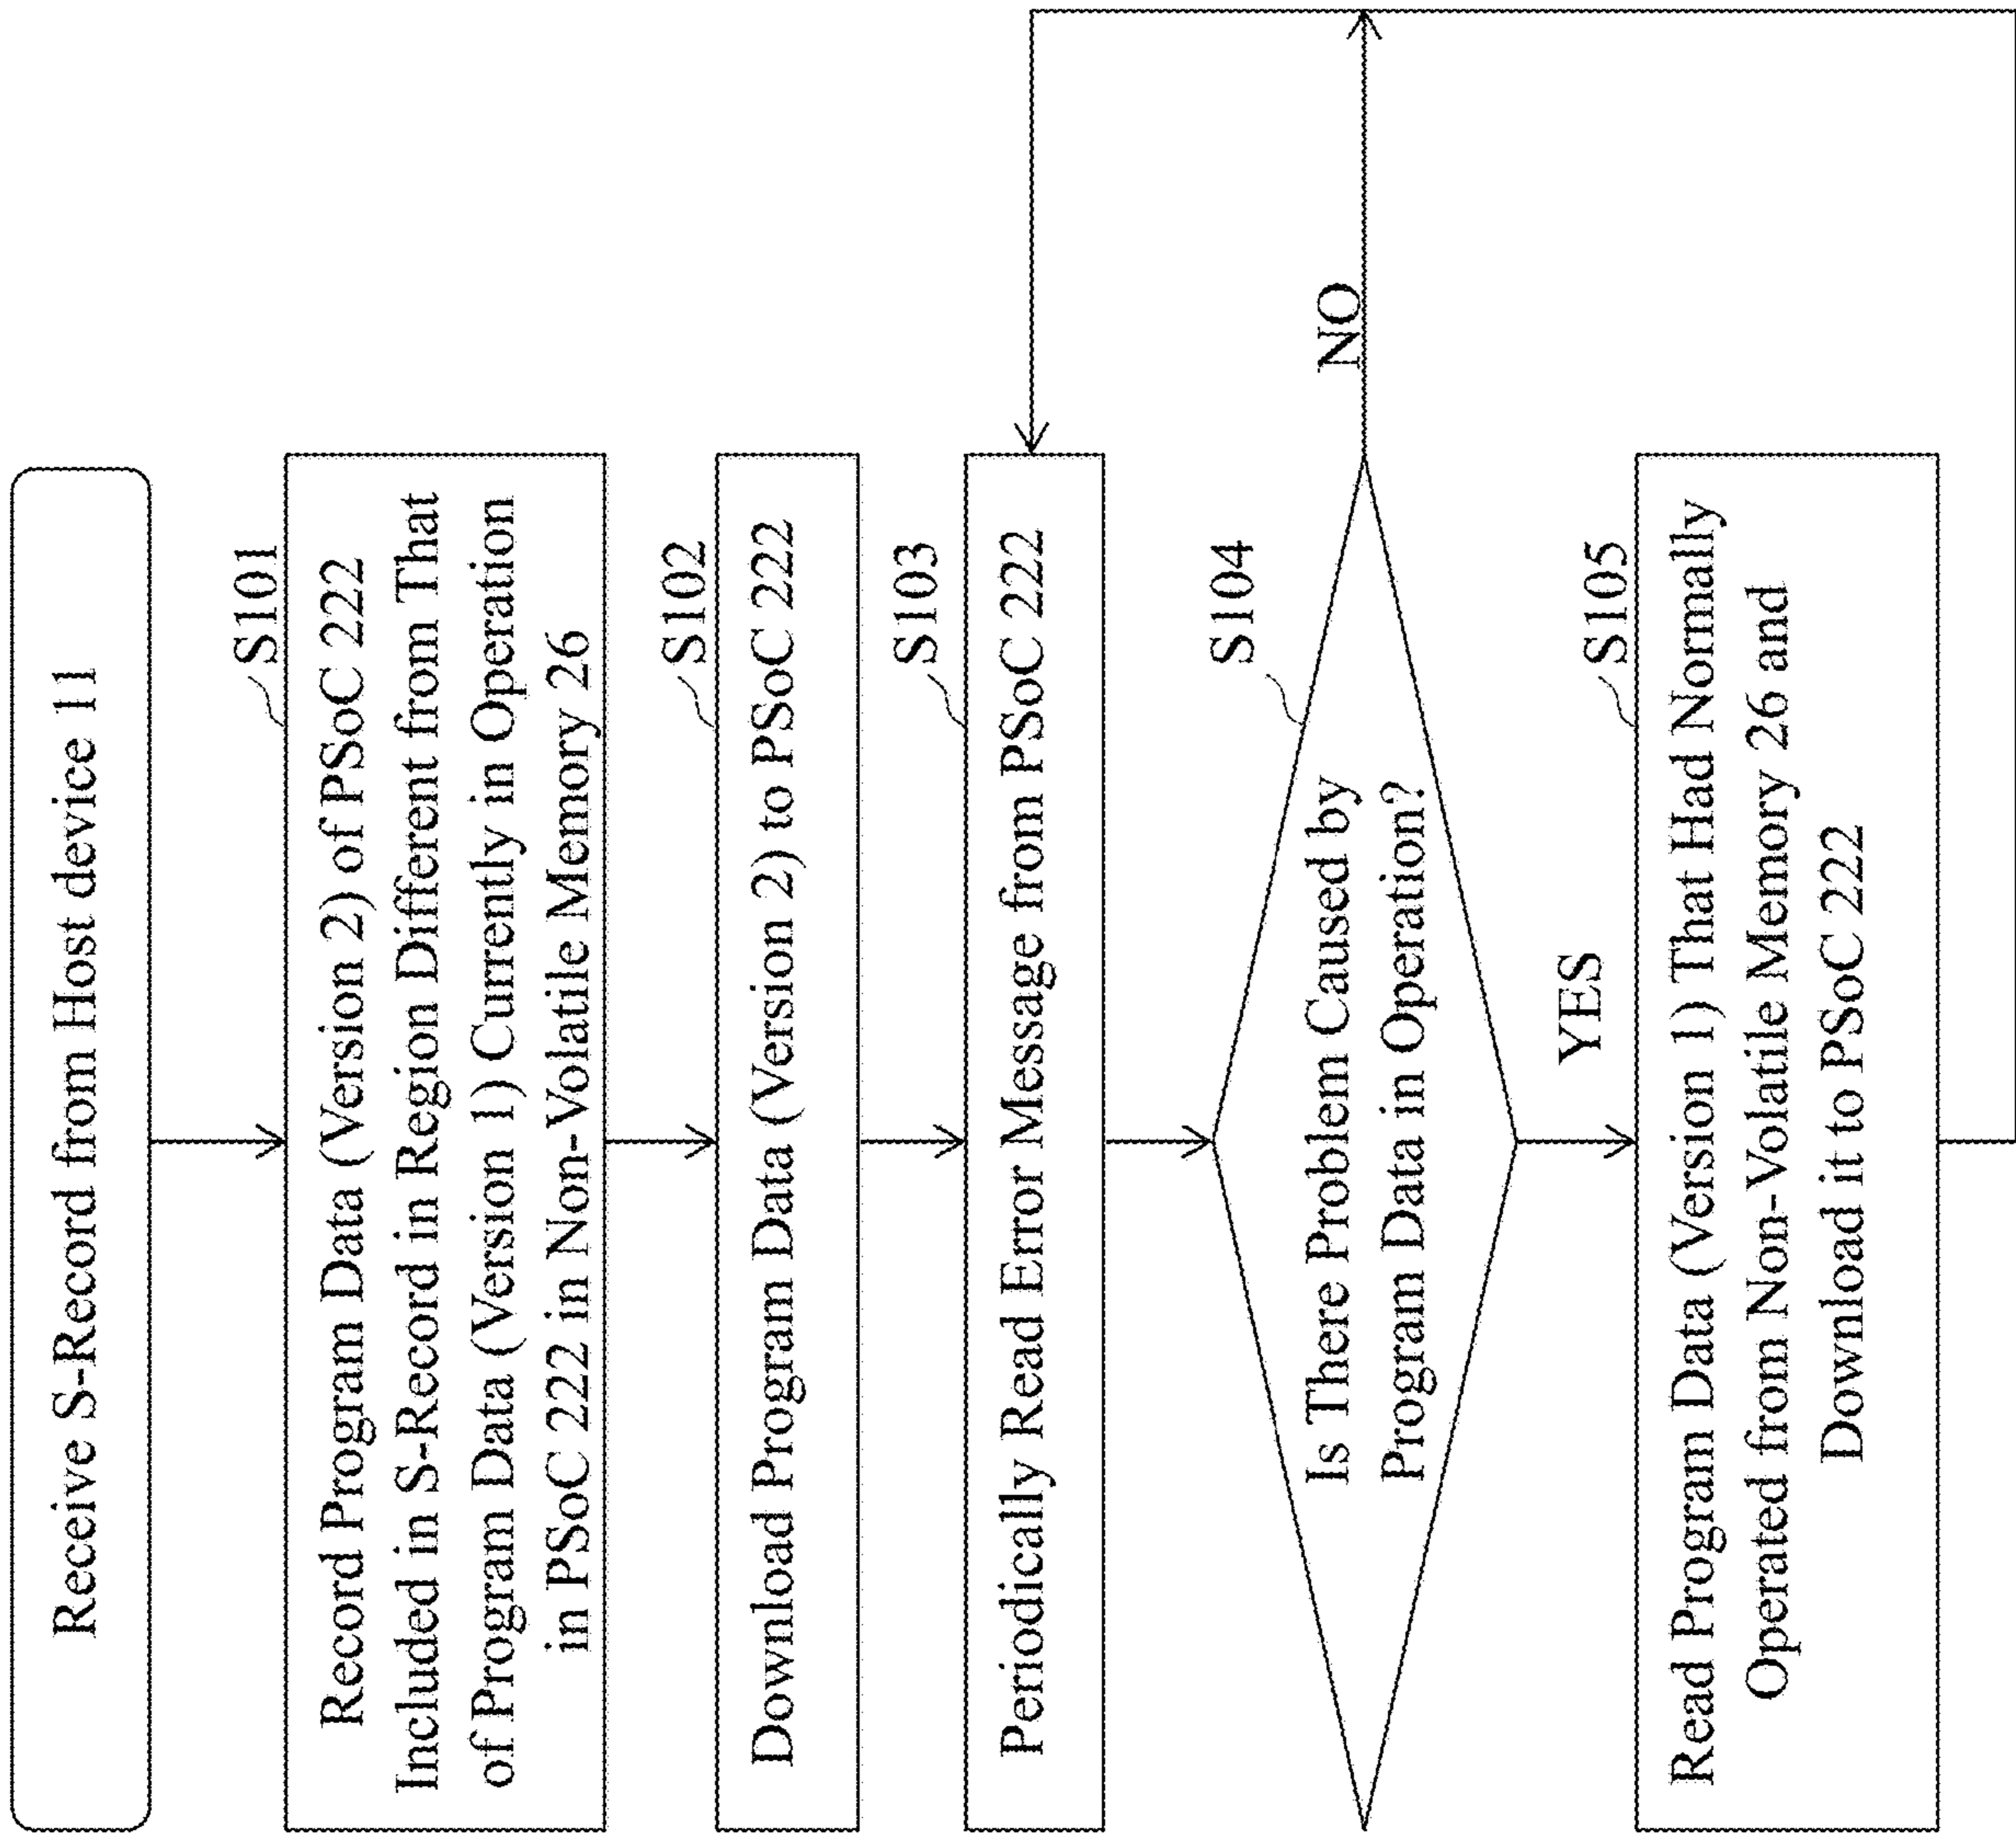 Receive S-Record from Host device 11
S101
Record Program Data (Version 2) of PSoC 222
Included in S-Record in Region Different from That
of Program Data (Version 1) Currently in Operation
in PSoC 222 in Non-Volatile Memory 26
S102
Download Program Data (Version 2) to PSoC 222
S103
Periodically Read Error Message from PSoC 222
S104
Is There Problem Caused by
Program Data in Operation?
NO
YES
S105
Read Program Data (Version 1) That Had Normally
Operated from Non-Volatile Memory 26 and
Download it to PSoC 222